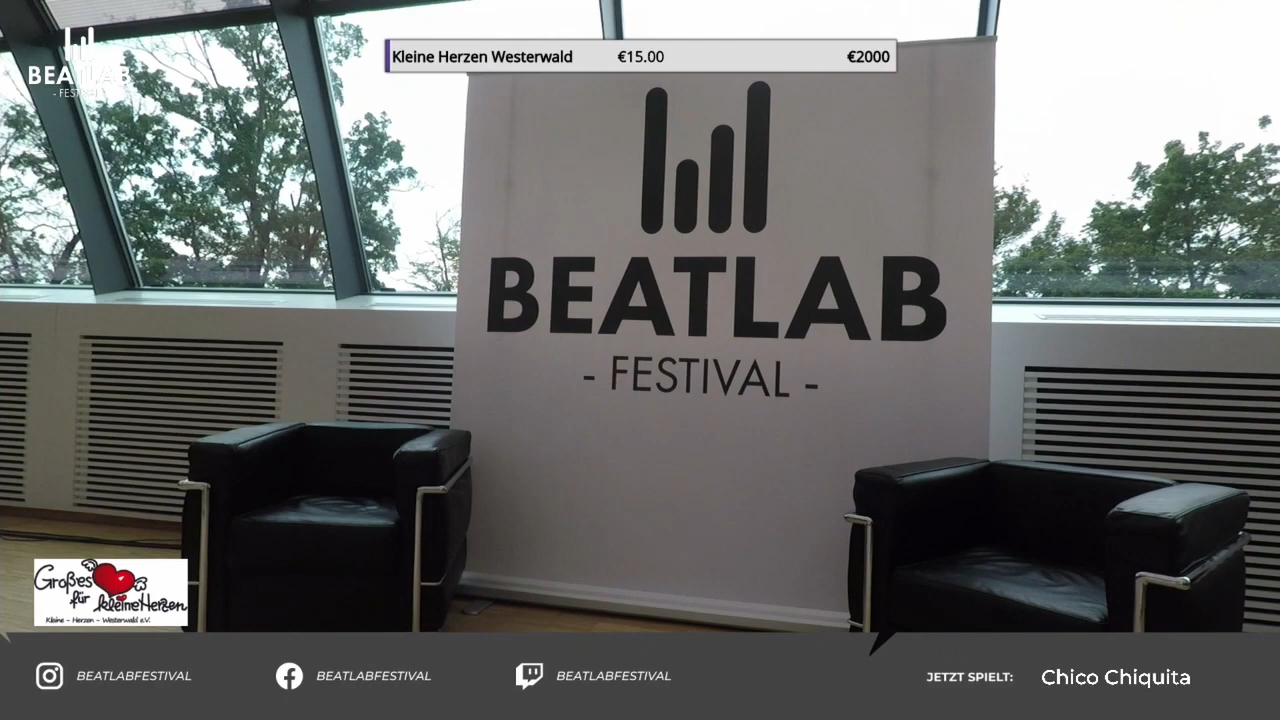 Kleine Herzen Westerwald €15.00 €2000
BEATLAB
- FESTIVAL -
BEATLAB
- FESTIVAL -
Großes
für kleine Herzen
Kleine - Herzen - Westerwald e.V.
BEATLABFESTIVAL BEATLABFESTIVAL BEATLABFESTIVAL JETZT SPIELT: Chico Chiquita